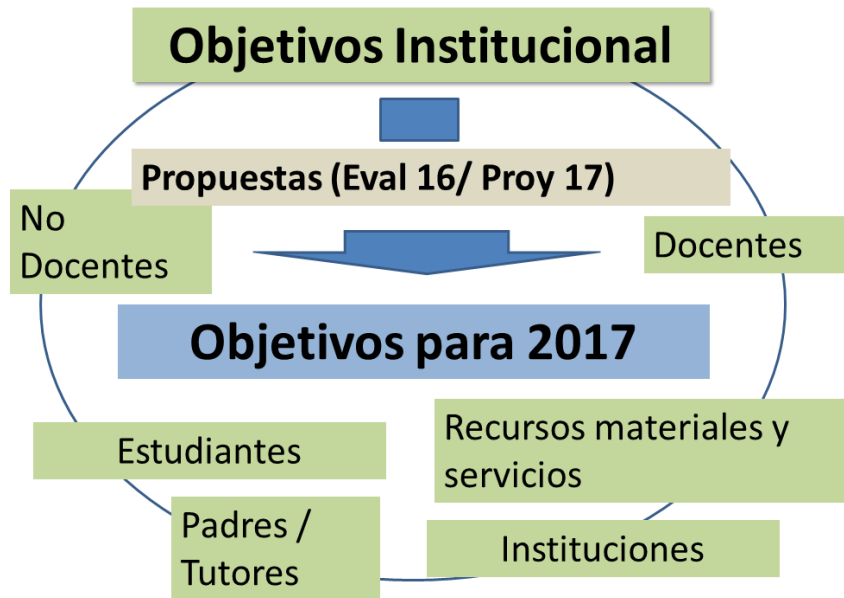 Objetivos Institucional
Propuestas (Eval 16/ Proy 17)
No
Docentes
Docentes
Objetivos para 2017
Estudiantes
Recursos materiales y
servicios
Padres /
Tutores
Instituciones